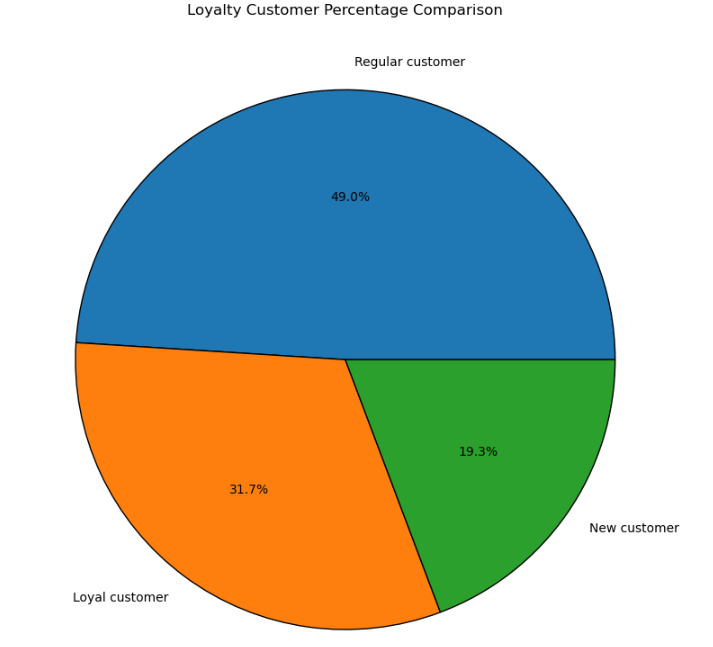 Loyalty Customer Percentage Comparison
Regular customer
49.0%
19.3%
31.7%
New customer
Loyal customer